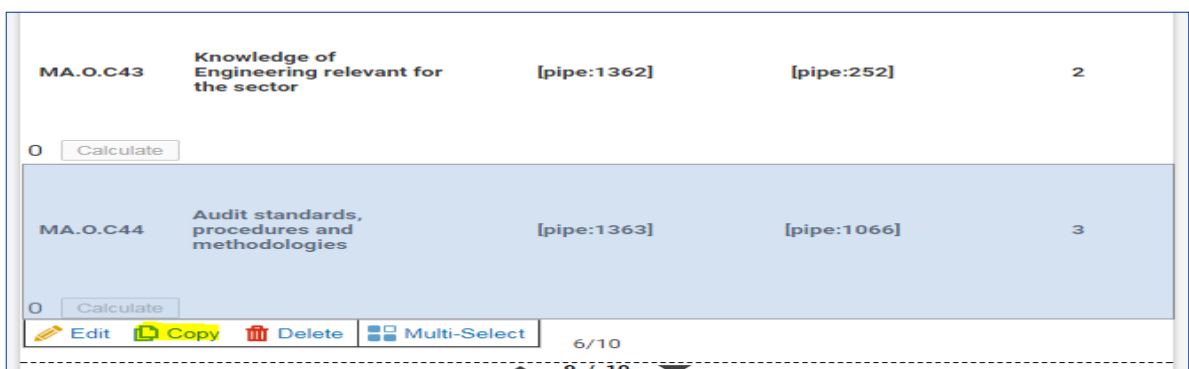 Knowledge of
MA.O.C43 Engineering relevant for [pipe:1362] [pipe:252] 2
the sector
0 Calculate
Audit standards,
MA.O.C44 procedures and [pipe:1363] [pipe:1066] 3
methodologies
0 Calculate
Edit Copy Delete Multi-Select
6/10